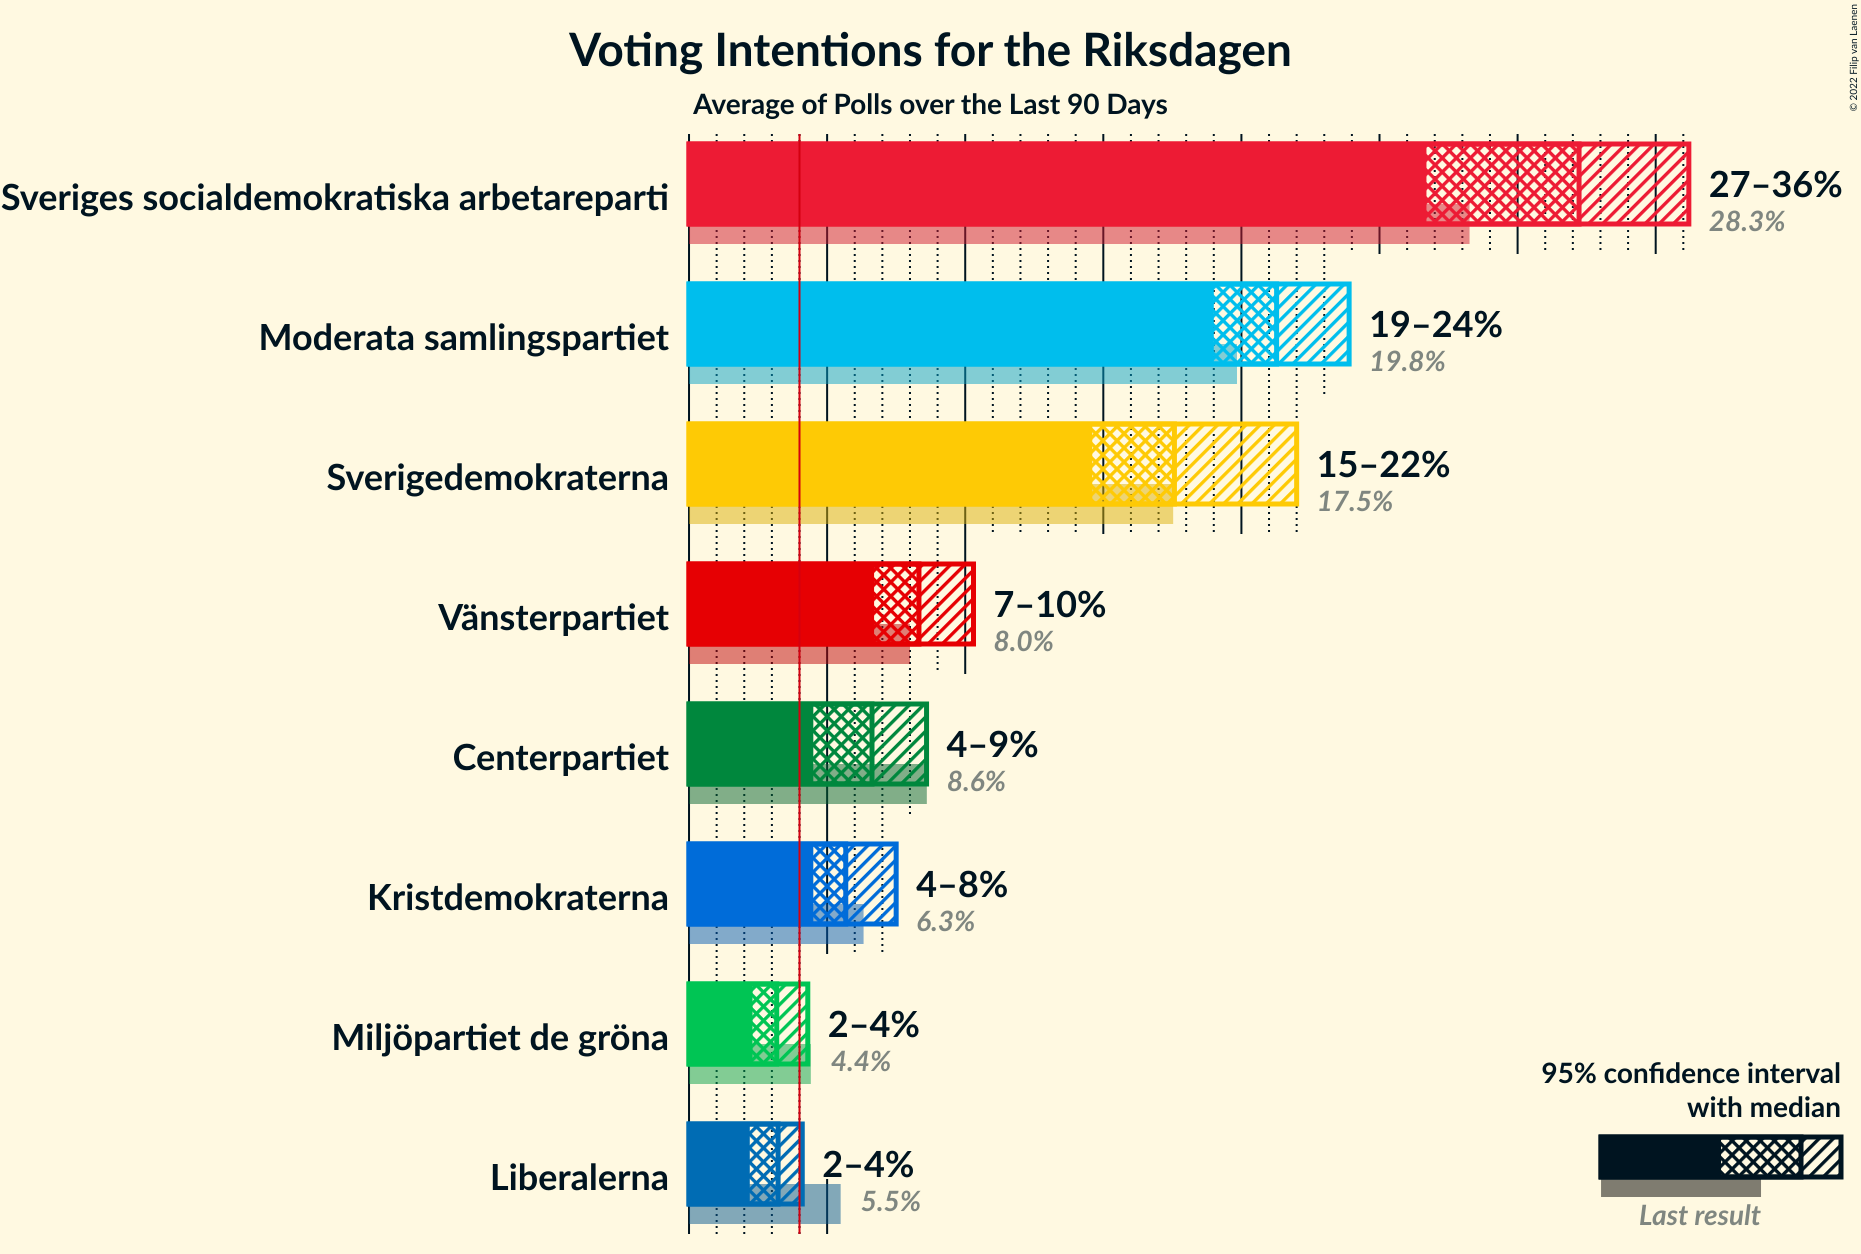 Voting Intentions for the Riksdagen
Average of Polls over the Last 90 Days
© 2022 Filip van Laenen
Sveriges socialdemokratiska arbetareparti
27–36%
28.3%
Moderata samlingspartiet
19–24%
19.8%
Sverigedemokraterna
15–22%
17.5%
Vänsterpartiet
7–10%
8.0%
Centerpartiet
4–9%
8.6%
Kristdemokraterna
4–8%
6.3%
Miljöpartiet de gröna
2–4%
4.4%
Liberalerna
2–4%
5.5%
95% confidence interval
with median
Last result